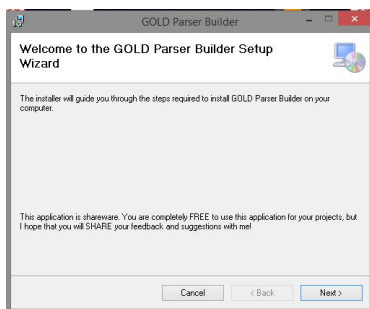 GOLD Parser Builder
Welcome to the GOLD Parser Builder Setup
Wizard
The installer will guide you through the steps required to install GOLD Parser Builder on your
computer.
This application is shareware. You are completely FREE to use this application for your projects, but
I hope that you will SHARE your feedback and suggestions with me!
Cancel
< Back
Next >